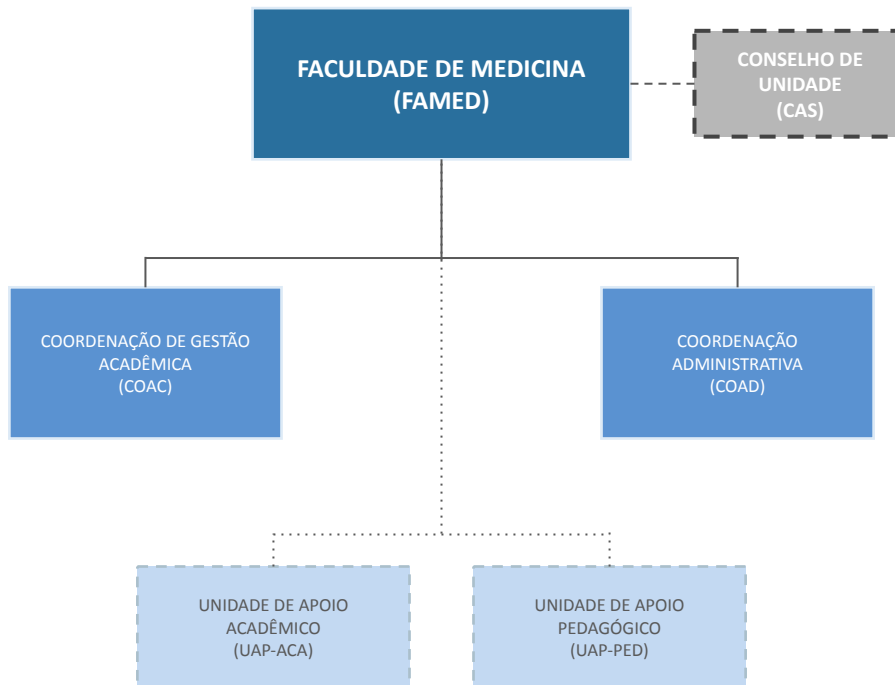 FACULDADE DE MEDICINA
(FAMED)
CONSELHO DE
UNIDADE
(CAS)
COORDENAÇÃO DE GESTÃO
ACADÊMICA
(COAC)
COORDENAÇÃO
ADMINISTRATIVA
(COAD)
UNIDADE DE APOIO
ACADÊMICO
(UAP-ACA)
UNIDADE DE APOIO
PEDAGÓGICO
(UAP-PED)